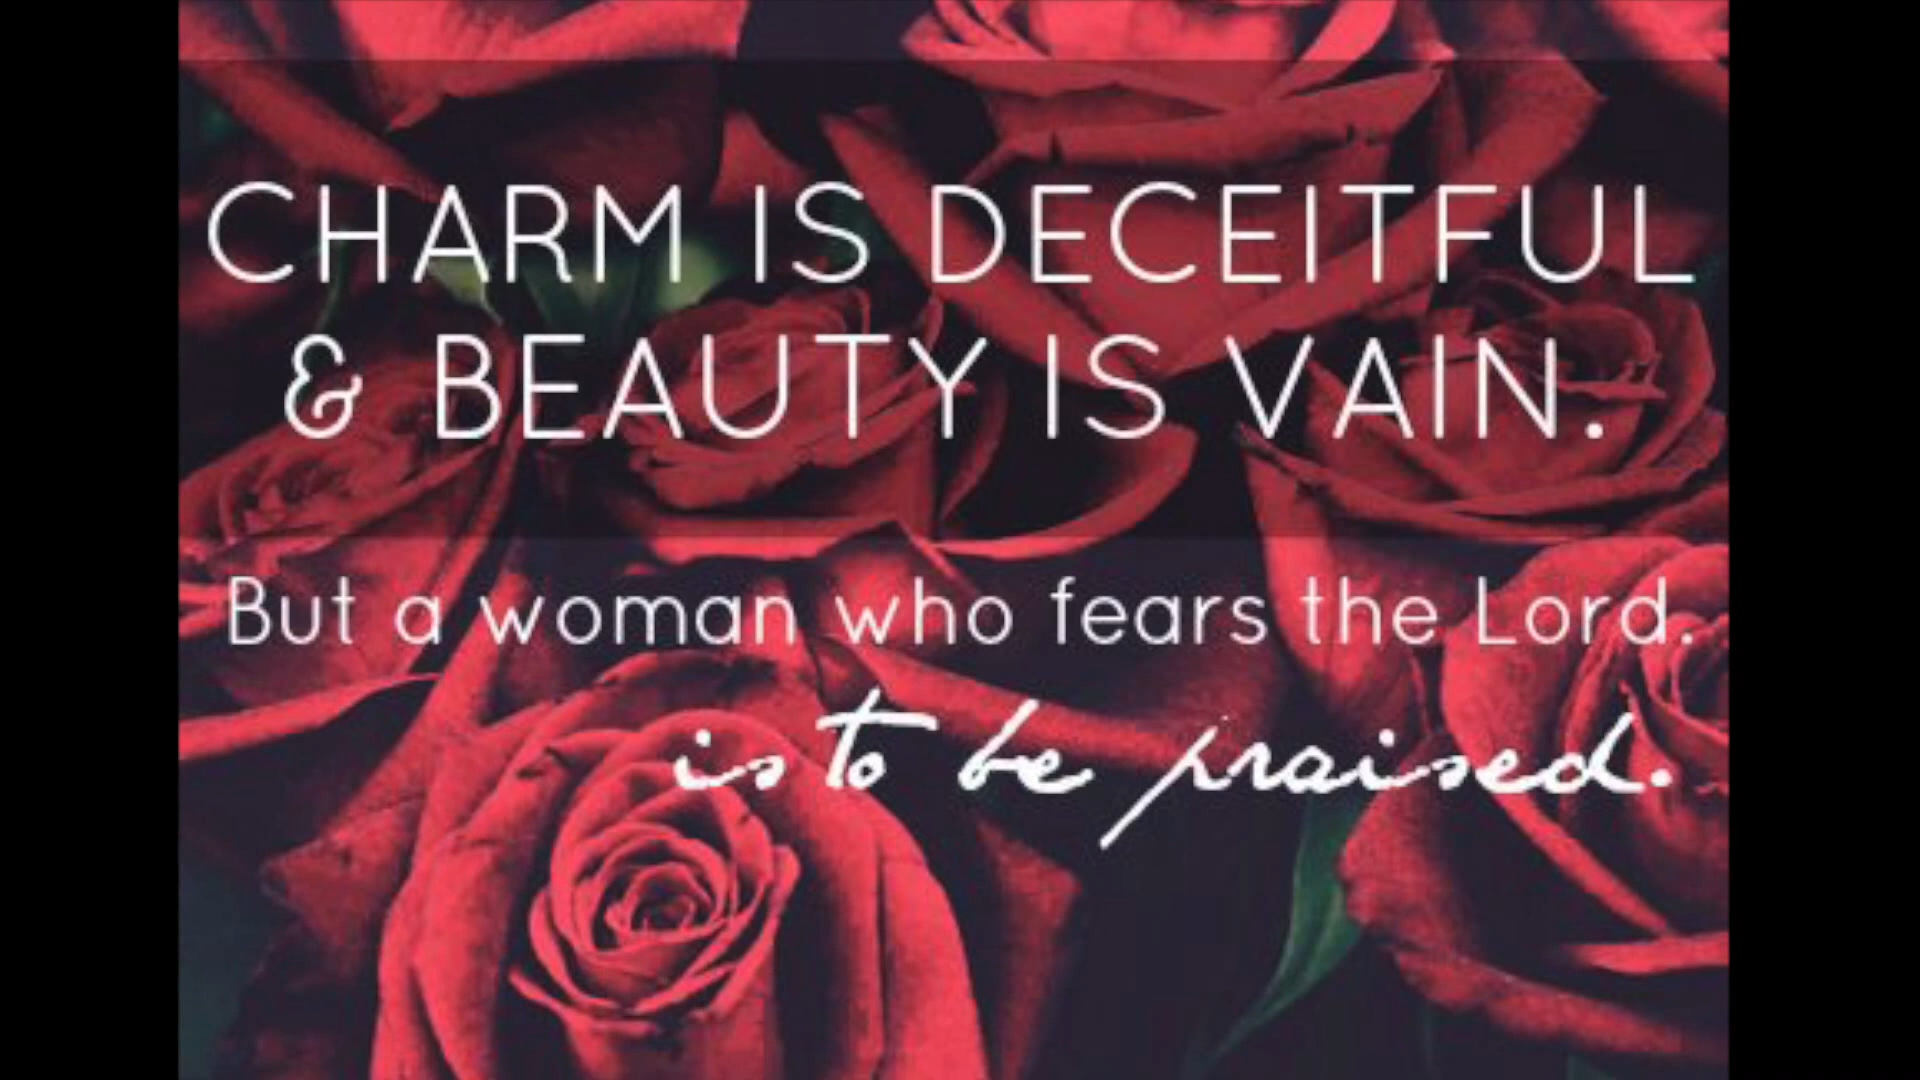 CHARM IS DECEITFUL
& BEAUTY IS VAIN.
But a woman who fears the Lord.
is to be praised.